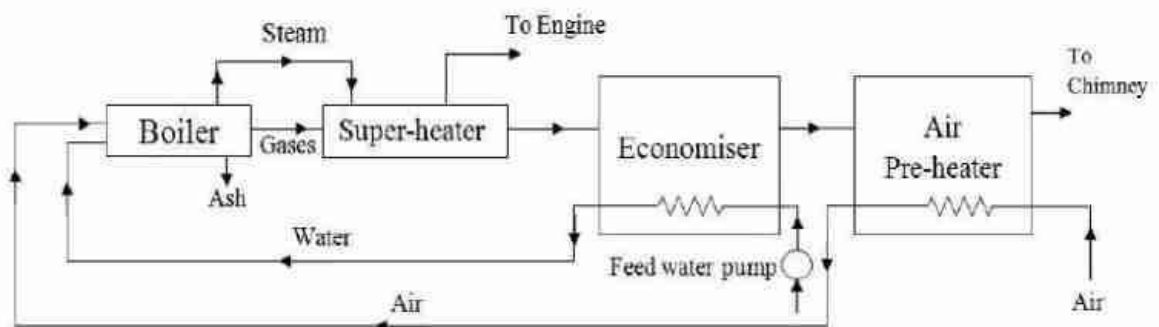 Steam
To Engine
To
Chimney
Boiler
Gases
Super-heater
Economiser
Air
Pre-heater
Ash
Water
Feed water pump
Air
Air